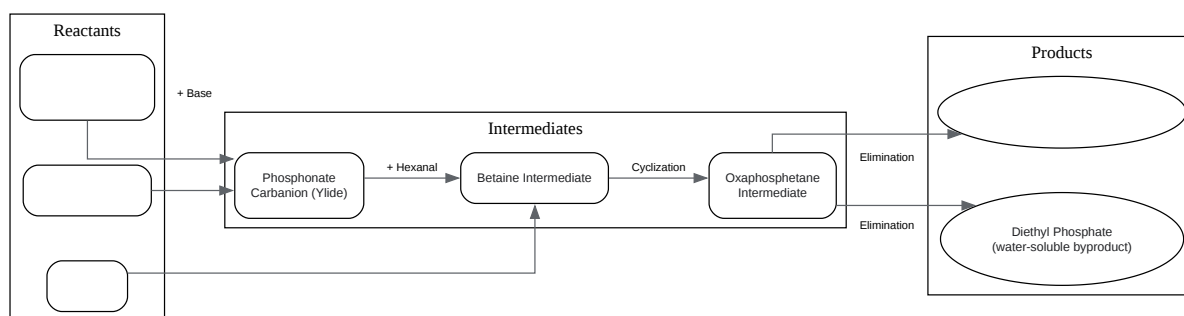 Reactants
+ Base
Intermediates
Phosphonate
Carbanion (Ylide)
+ Hexanal
Betaine Intermediate
Cyclization
Oxaphosphetane
Intermediate
Elimination
Elimination
Products
Diethyl Phosphate
(water-soluble byproduct)